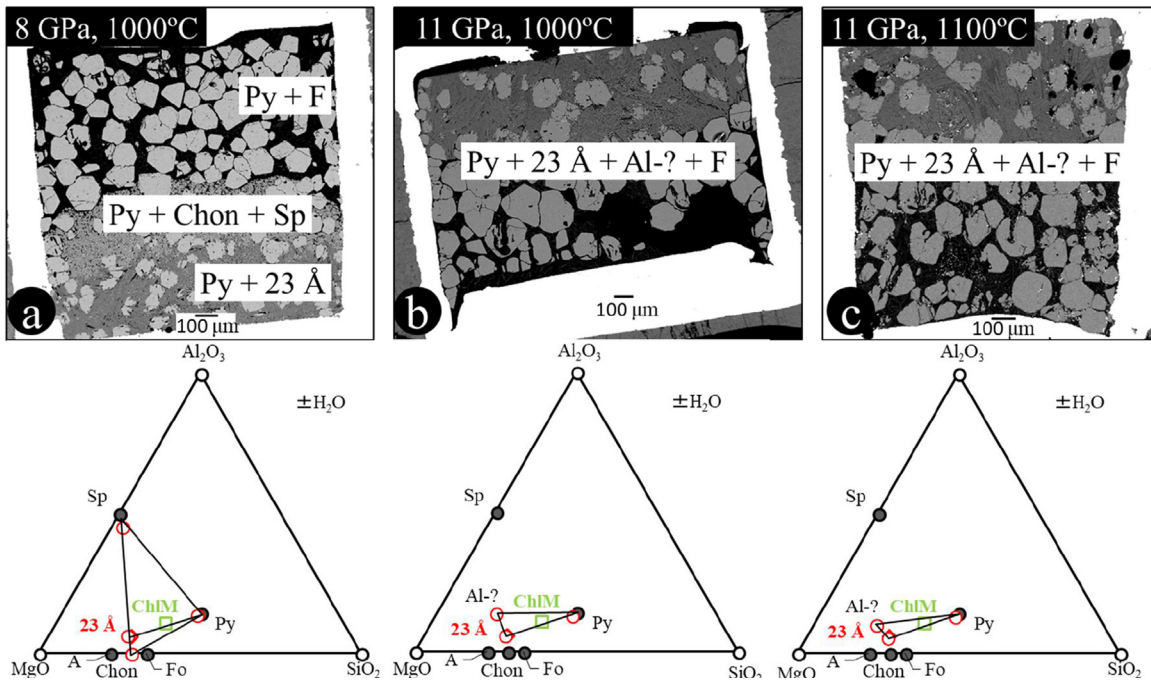 8 GPa, 1000ºC
Py + F
Py + Chon + Sp
Py + 23 Å
a
100 µm
11 GPa, 1000ºC
Py + 23 Å + Al-? + F
b
100 µm
11 GPa, 1100ºC
Py + 23 Å + Al-? + F
c
100 µm
Al₂O₃
±H₂O
Sp
ChlM
23 Å
Py
MgO
A
Chon
Fo
SiO₂
Al₂O₃
±H₂O
Sp
Al-?
ChlM
23 Å
Py
MgO
A
Chon
Fo
SiO₂
Al₂O₃
±H₂O
Sp
Al-?
ChlM
23 Å
Py
MgO
A
Chon
Fo
SiO₂